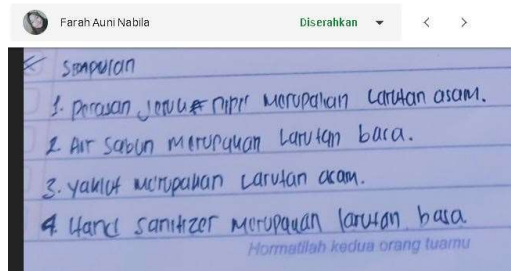 Farah Auni Nabila
Diserahkan
Simpulan
1. Perasan jeruk nipis merupakan Larutan asam.
2. Air Sabun merupakan Larutan basa.
3. yakult merupakan Larutan asam.
4. Hand sanitizer merupakan larutan basa.
Hormatilah kedua orang tuamu